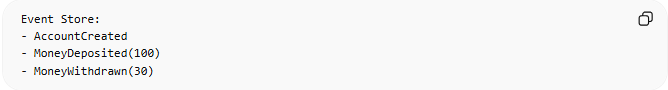 Event Store:
- AccountCreated
- MoneyDeposited(100)
- MoneyWithdrawn(30)